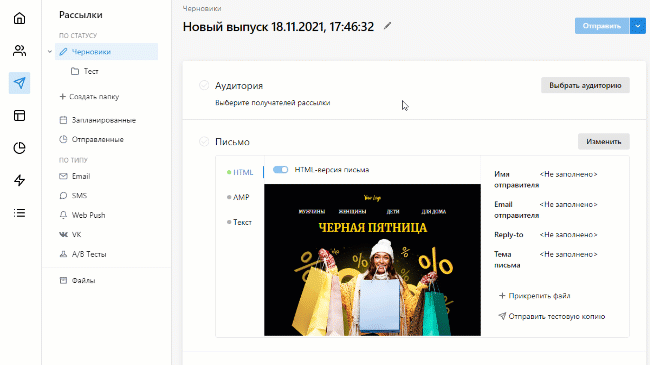 Рассылки
ПО СТАТУСУ
Черновики
Тест
+ Создать папку
Запланированные
Отправленные
ПО ТИПУ
Email
SMS
Web Push
VK
A/B Тесты
Файлы
Черновики
Новый выпуск 18.11.2021, 17:46:32
Отправить
Аудитория
Выбрать аудиторию
Выберите получателей рассылки
Письмо
Изменить
HTML
AMP
Текст
HTML-версия письма
Your logo
МУЖЧИНЫ ЖЕНЩИНЫ ДЕТИ ДЛЯ ДОМА
ЧЕРНАЯ ПЯТНИЦА
% % % %
Имя <Не заполнено>
отправителя
Email <Не заполнено>
отправителя
Reply-to <Не заполнено>
Тема <Не заполнено>
письма
+ Прикрепить файл
Отправить тестовую копию